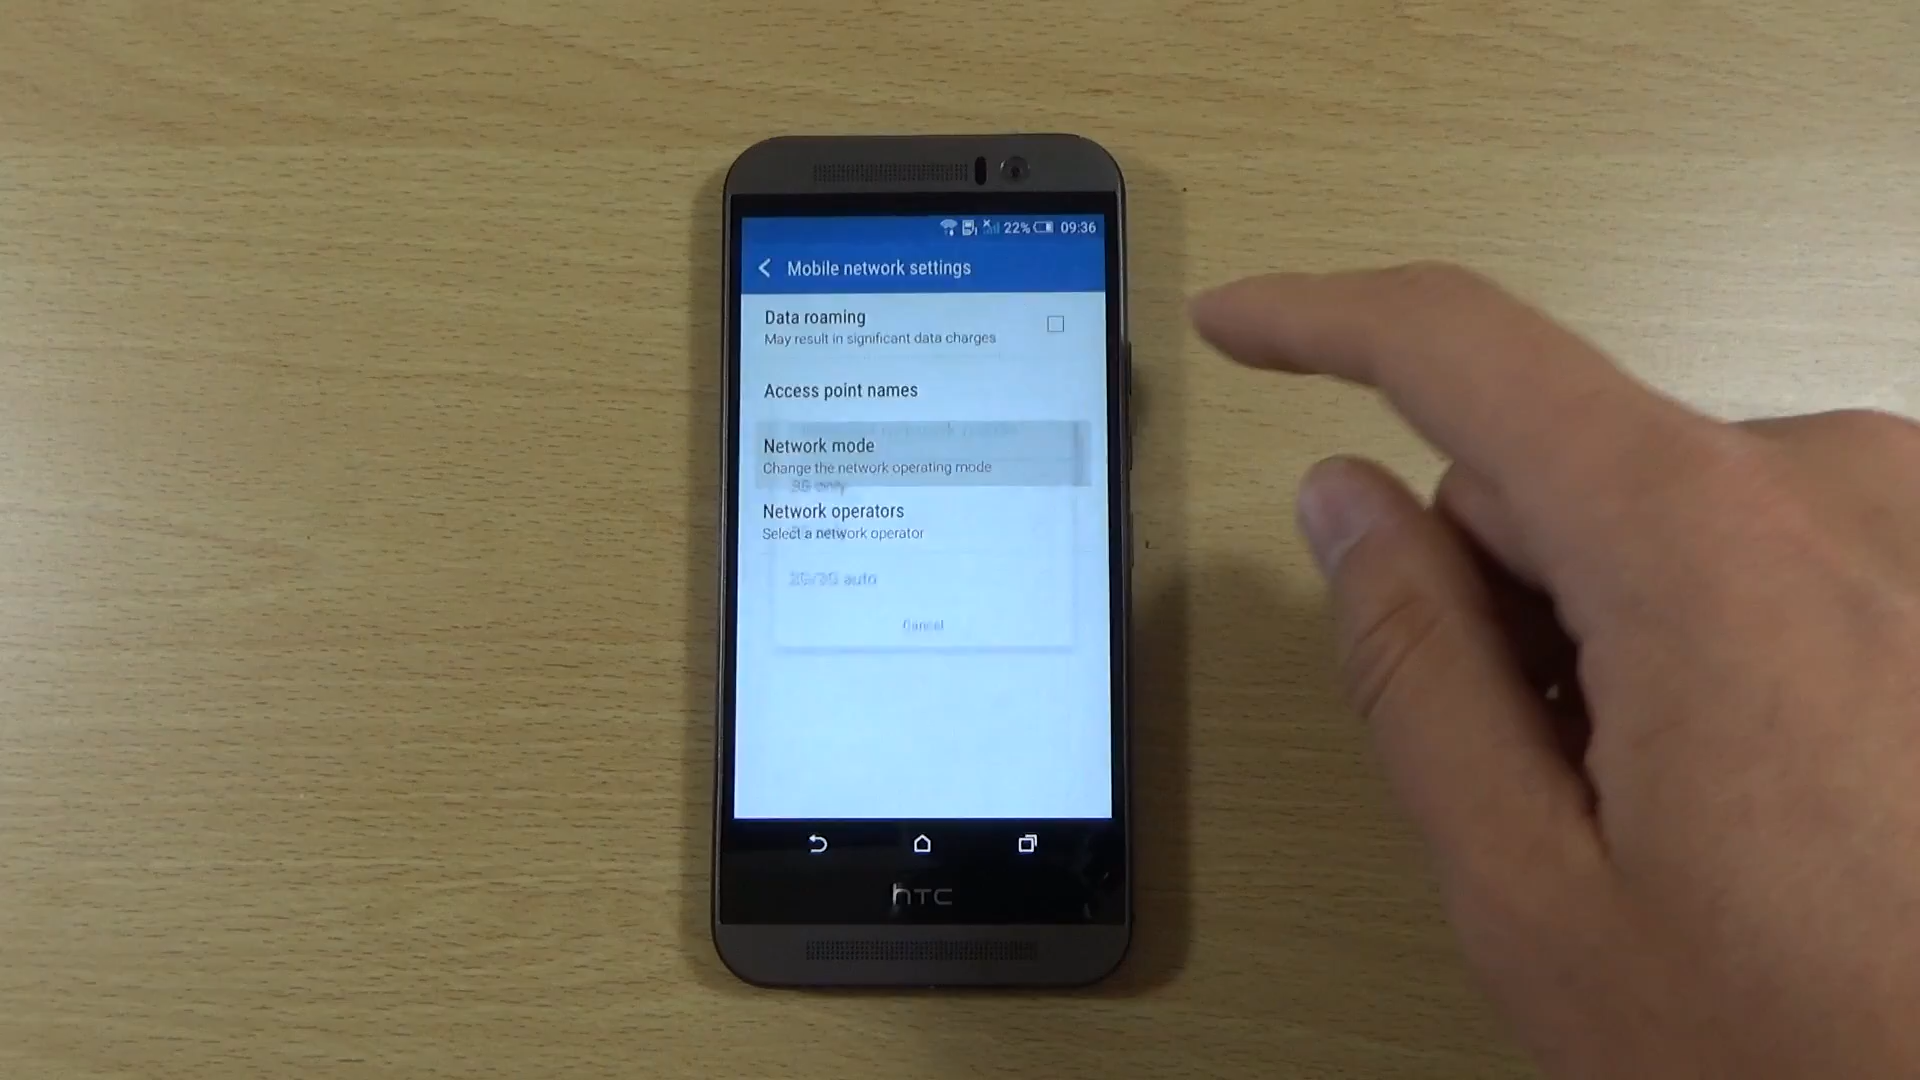 22% 09:36
Mobile network settings
Data roaming
May result in significant data charges
Access point names
Network mode
Change the network operating mode
3G only
Network operators
Select a network operator
2G/3G auto
Cancel
hTC